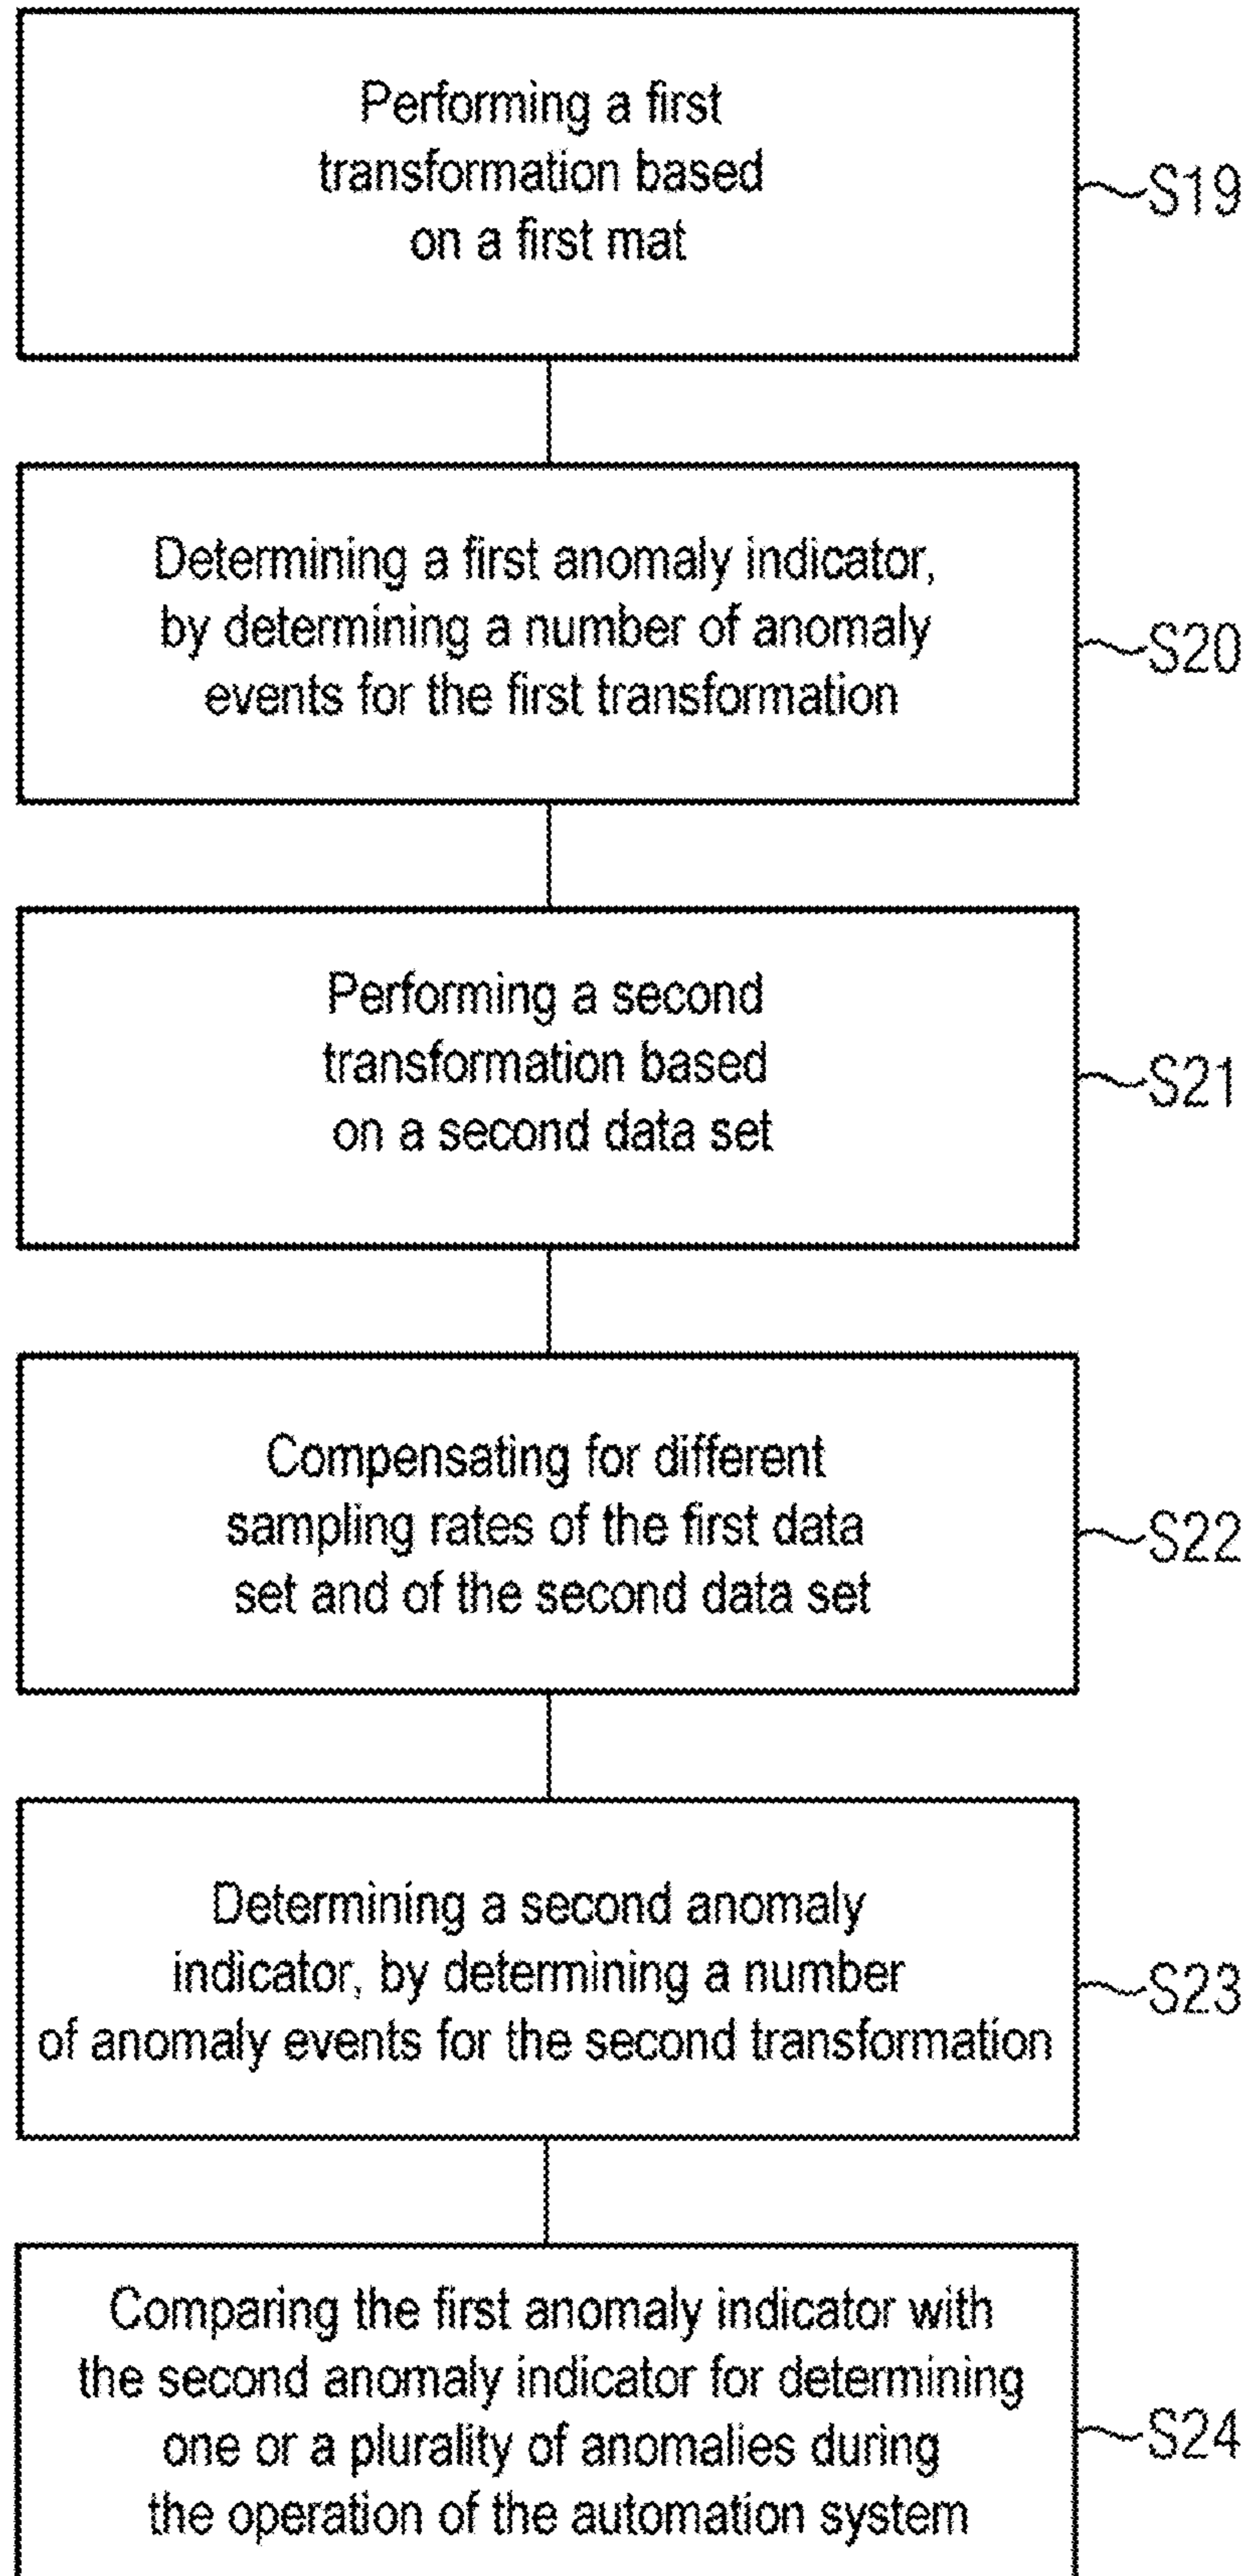 Performing a first
transformation based
on a first mat
S19
Determining a first anomaly indicator,
by determining a number of anomaly
events for the first transformation
S20
Performing a second
transformation based
on a second data set
S21
Compensating for different
sampling rates of the first data
set and of the second data set
S22
Determining a second anomaly
indicator, by determining a number
of anomaly events for the second transformation
S23
Comparing the first anomaly indicator with
the second anomaly indicator for determining
one or a plurality of anomalies during
the operation of the automation system
S24